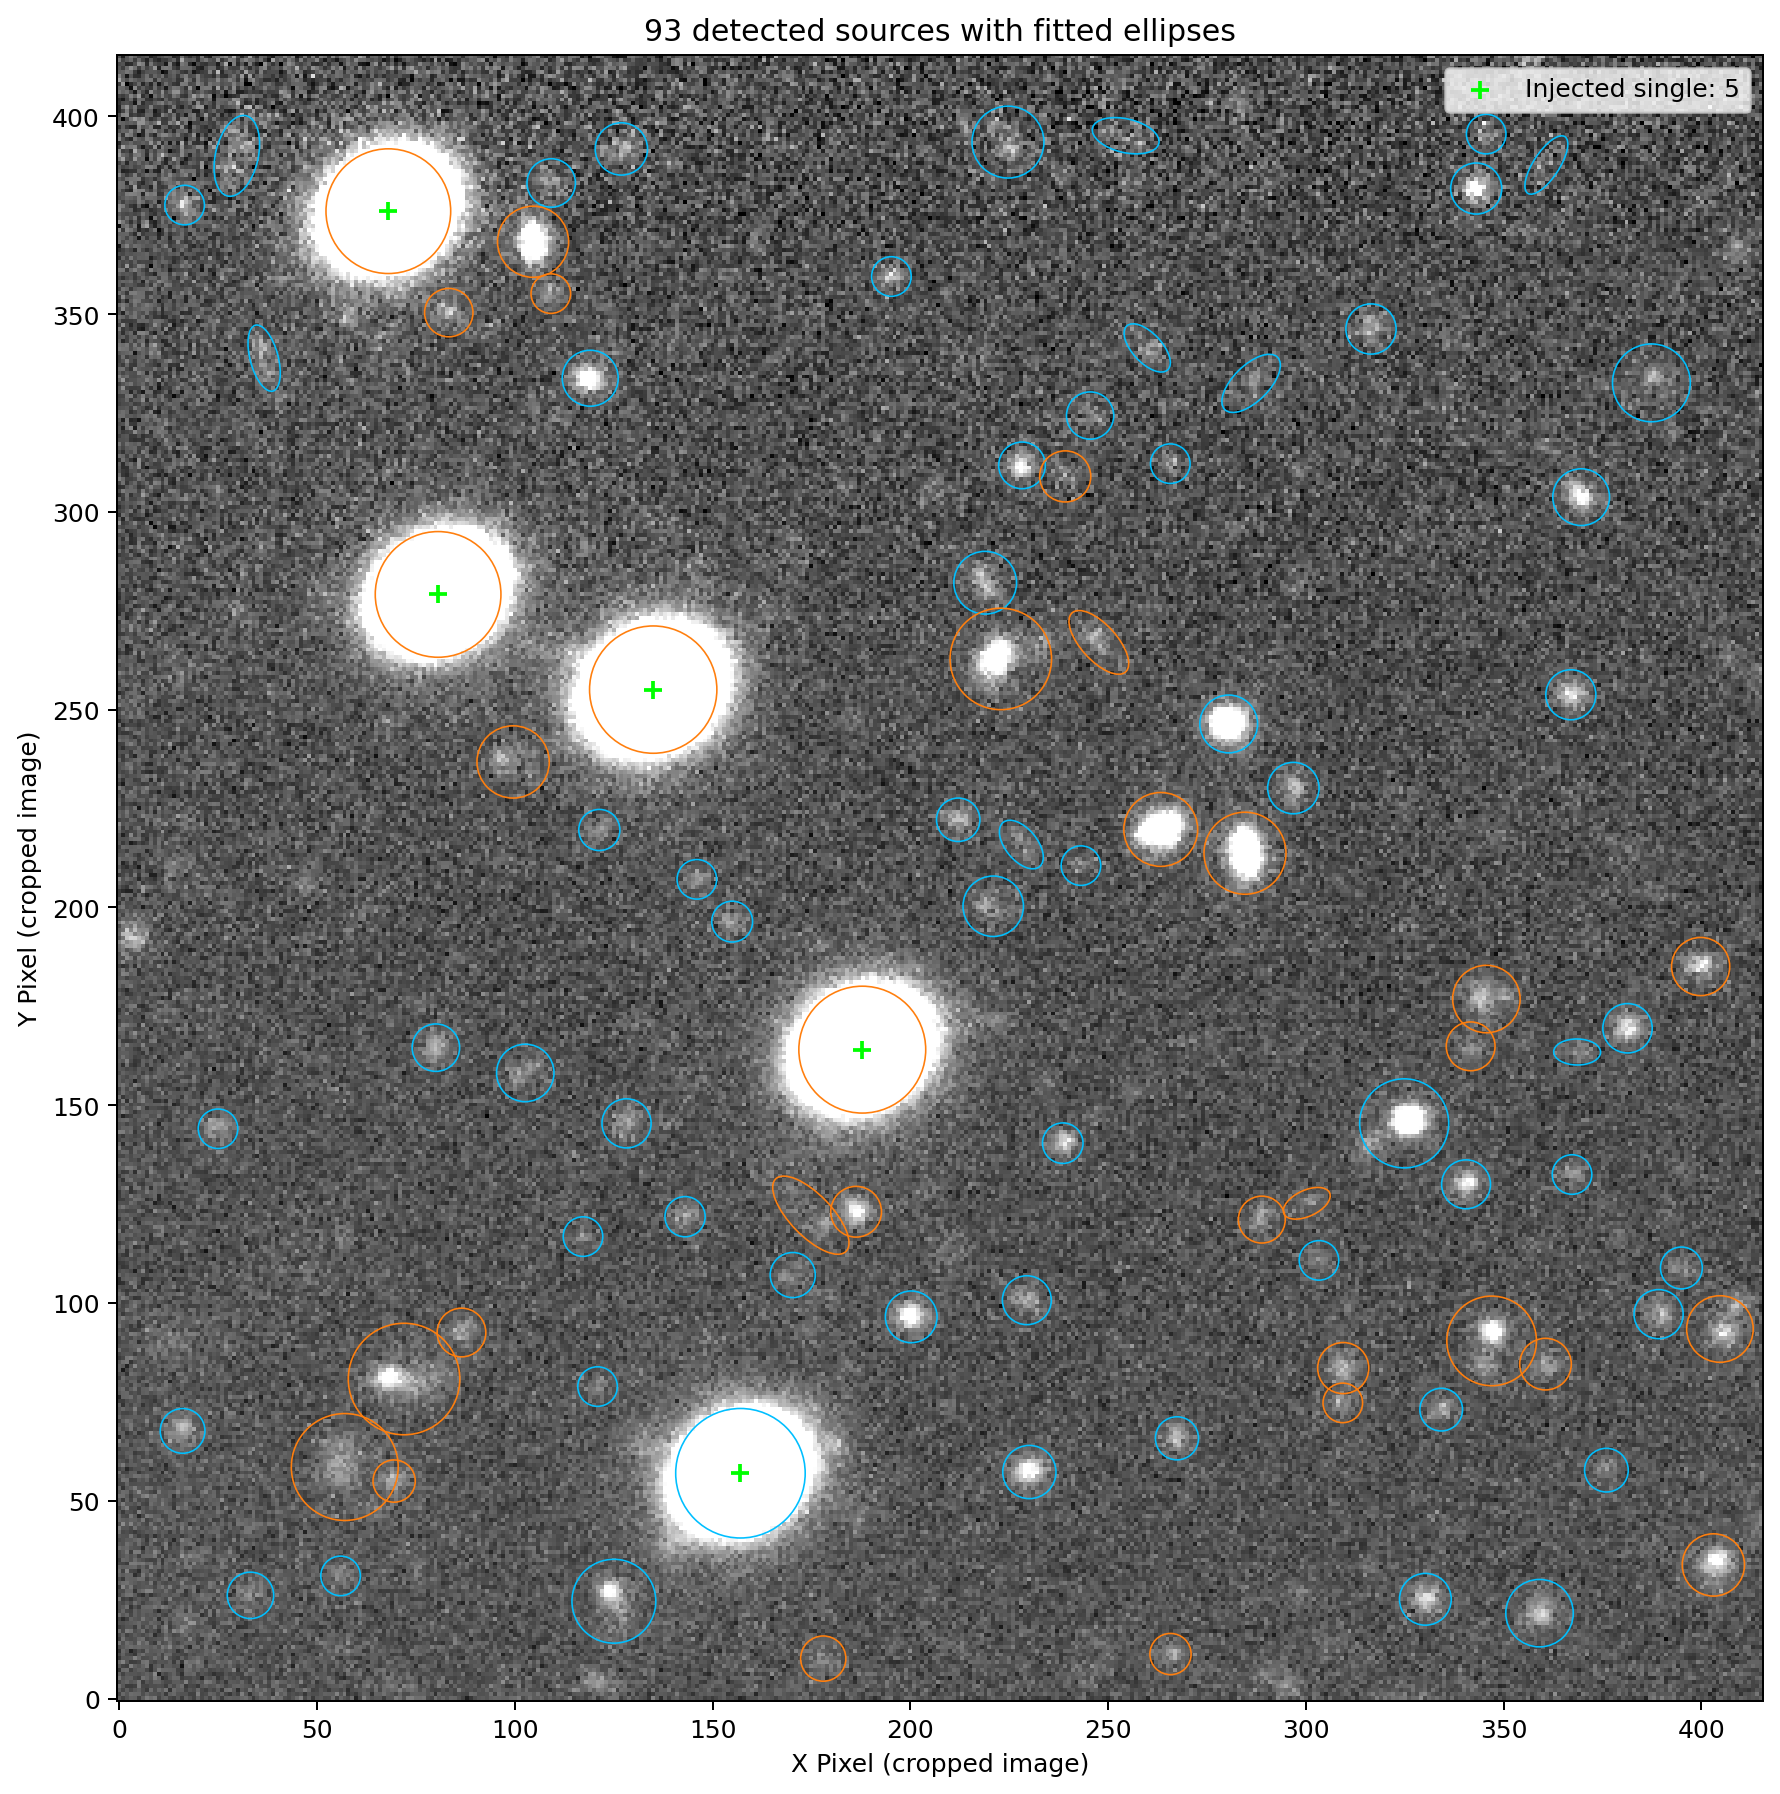 93 detected sources with fitted ellipses
Injected single: 5
400
350
300
250
200
150
100
50
0
Y Pixel (cropped image)
0 50 100 150 200 250 300 350 400
X Pixel (cropped image)